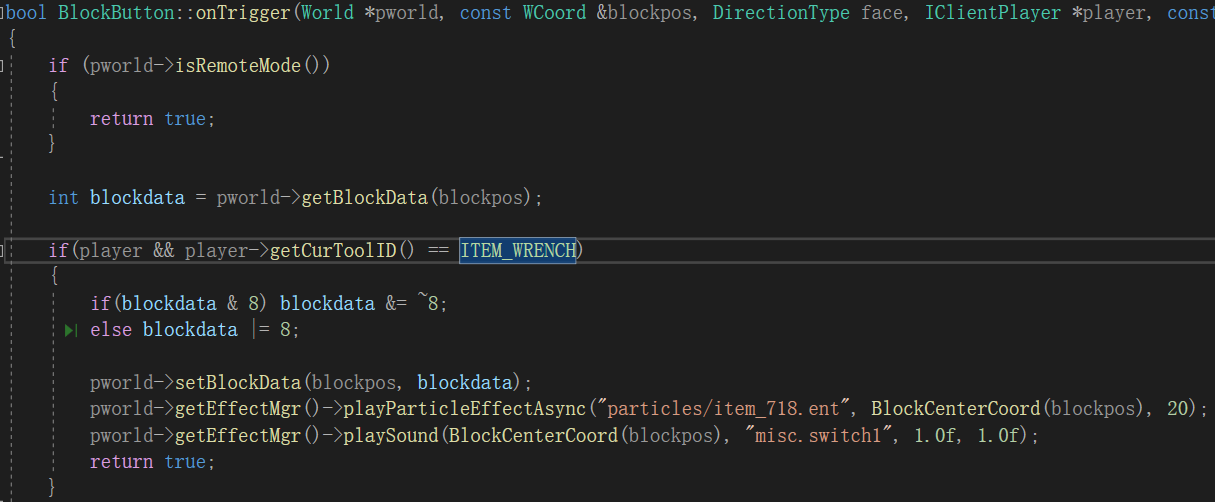 bool BlockButton::onTrigger(World *pworld, const WCoord &blockpos, DirectionType face, IClientPlayer *player, const
{
if (pworld->isRemoteMode())
{
return true;
}
int blockdata = pworld->getBlockData(blockpos);
if(player && player->getCurToolID() == ITEM_WRENCH)
{
if(blockdata & 8) blockdata &= ~8;
else blockdata |= 8;
pworld->setBlockData(blockpos, blockdata);
pworld->getEffectMgr()->playParticleEffectAsync("particles/item_718.ent", BlockCenterCoord(blockpos), 20);
pworld->getEffectMgr()->playSound(BlockCenterCoord(blockpos), "misc.switch1", 1.0f, 1.0f);
return true;
}